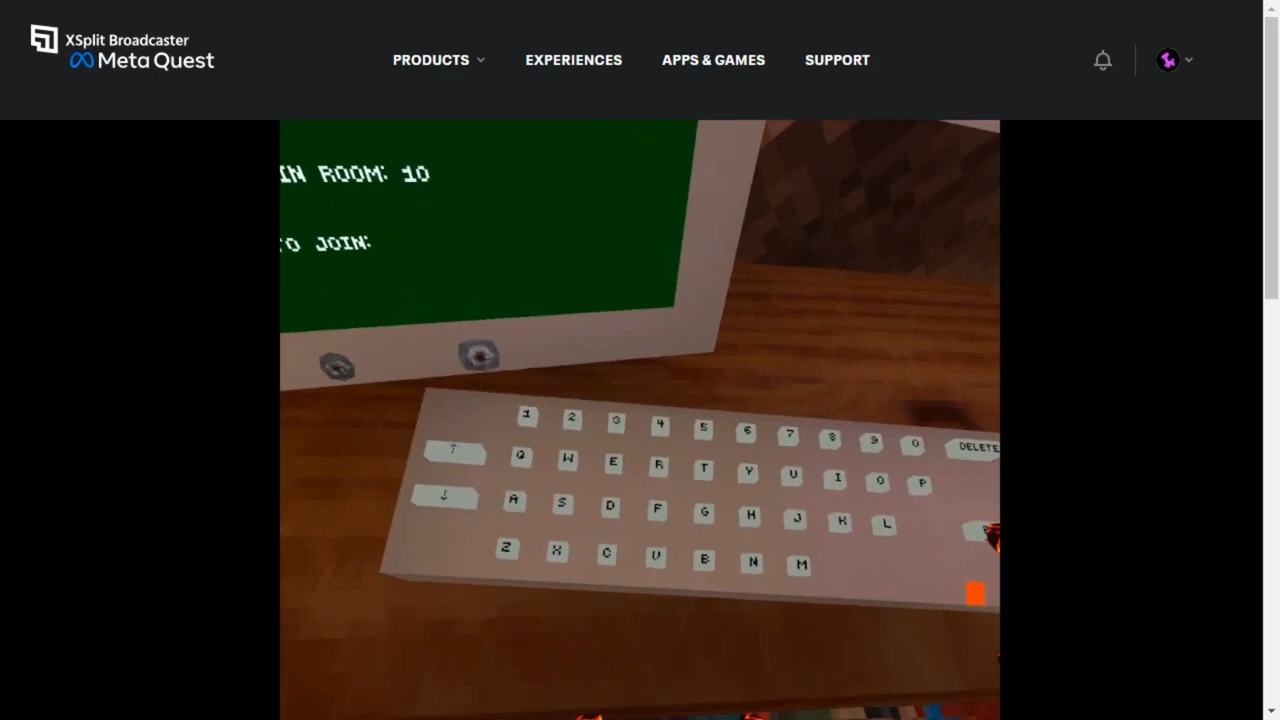 XSplit Broadcaster
Meta Quest
PRODUCTS EXPERIENCES APPS & GAMES SUPPORT
IN ROOM: 10
TO JOIN:
1 2 3 4 5 6 7 8 9 0 DELETE
↑ Q W E R T Y U I O P
↓ A S D F G H J K L
Z X C V B N M